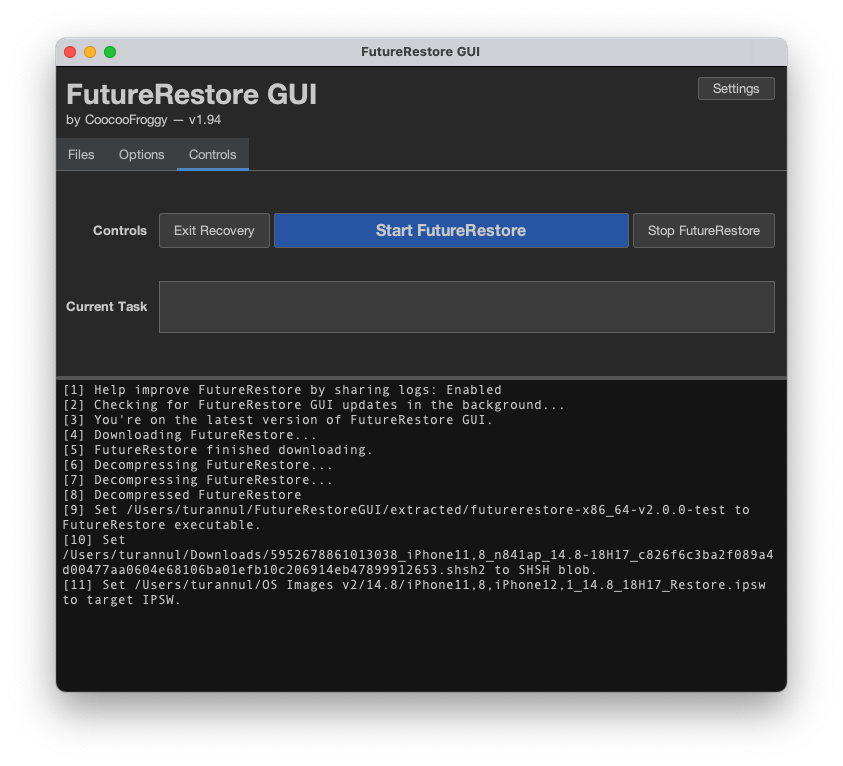 FutureRestore GUI
FutureRestore GUI
Settings
by CoocooFroggy — v1.94
Files
Options
Controls
Controls
Exit Recovery
Start FutureRestore
Stop FutureRestore
Current Task
[1] Help improve FutureRestore by sharing logs: Enabled
[2] Checking for FutureRestore GUI updates in the background...
[3] You're on the latest version of FutureRestore GUI.
[4] Downloading FutureRestore...
[5] FutureRestore finished downloading.
[6] Decompressing FutureRestore...
[7] Decompressing FutureRestore...
[8] Decompressed FutureRestore
[9] Set /Users/turannul/FutureRestoreGUI/extracted/futurerestore-x86_64-v2.0.0-test to
FutureRestore executable.
[10] Set
/Users/turannul/Downloads/5952678861013038_iPhone11,8_n841ap_14.8-18H17_c826f6c3ba2f089a4
d00477aa0604e68106ba01efb10c206914eb47899912653.shsh2 to SHSH blob.
[11] Set /Users/turannul/OS Images v2/14.8/iPhone11,8,iPhone12,1_14.8_18H17_Restore.ipsw
to target IPSW.